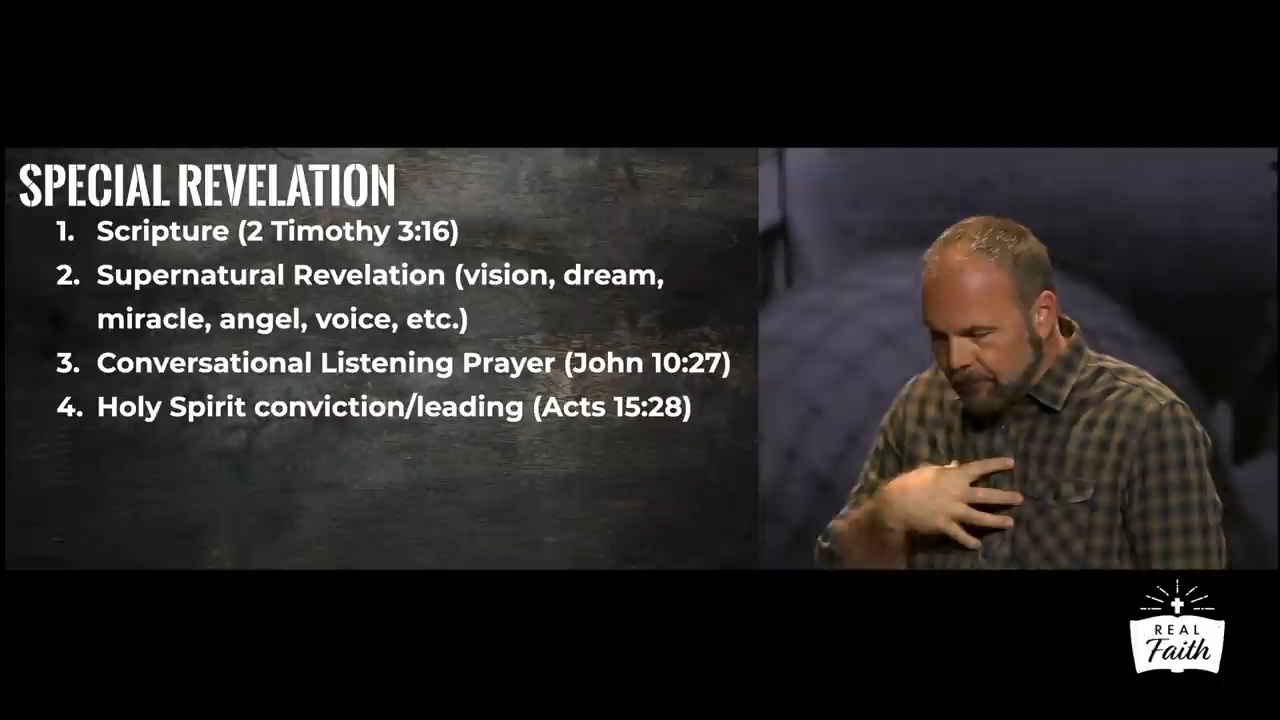 SPECIAL REVELATION
1. Scripture (2 Timothy 3:16)
2. Supernatural Revelation (vision, dream,
miracle, angel, voice, etc.)
3. Conversational Listening Prayer (John 10:27)
4. Holy Spirit conviction/leading (Acts 15:28)
REAL
Faith